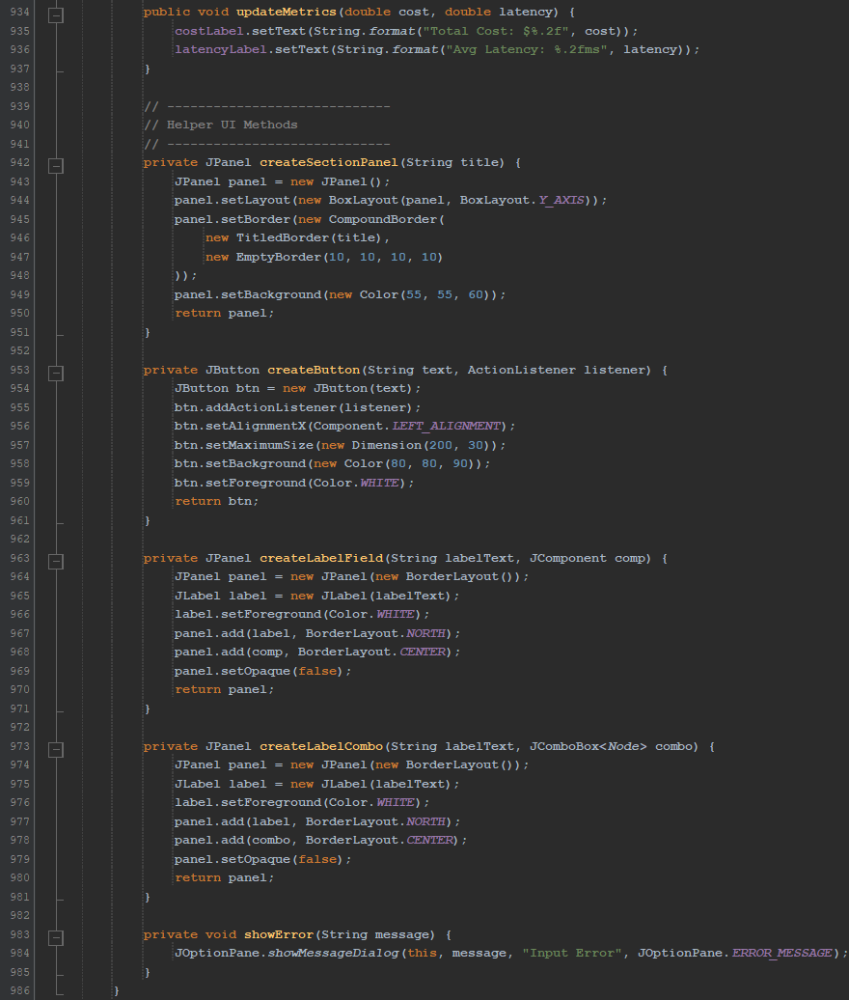 934 public void updateMetrics(double cost, double latency) {
935 costLabel.setText(String.format("Total Cost: $%.2f", cost));
936 latencyLabel.setText(String.format("Avg Latency: %.2fms", latency));
937 }
938
939 // -----------------------------
940 // Helper UI Methods
941 // -----------------------------
942 private JPanel createSectionPanel(String title) {
943 JPanel panel = new JPanel();
944 panel.setLayout(new BoxLayout(panel, BoxLayout.Y_AXIS));
945 panel.setBorder(new CompoundBorder(
946 new TitledBorder(title),
947 new EmptyBorder(10, 10, 10, 10)
948 ));
949 panel.setBackground(new Color(55, 55, 60));
950 return panel;
951 }
952
953 private JButton createButton(String text, ActionListener listener) {
954 JButton btn = new JButton(text);
955 btn.addActionListener(listener);
956 btn.setAlignmentX(Component.LEFT_ALIGNMENT);
957 btn.setMaximumSize(new Dimension(200, 30));
958 btn.setBackground(new Color(80, 80, 90));
959 btn.setForeground(Color.WHITE);
960 return btn;
961 }
962
963 private JPanel createLabelField(String labelText, JComponent comp) {
964 JPanel panel = new JPanel(new BorderLayout());
965 JLabel label = new JLabel(labelText);
966 label.setForeground(Color.WHITE);
967 panel.add(label, BorderLayout.NORTH);
968 panel.add(comp, BorderLayout.CENTER);
969 panel.setOpaque(false);
970 return panel;
971 }
972
973 private JPanel createLabelCombo(String labelText, JComboBox<Node> combo) {
974 JPanel panel = new JPanel(new BorderLayout());
975 JLabel label = new JLabel(labelText);
976 label.setForeground(Color.WHITE);
977 panel.add(label, BorderLayout.NORTH);
978 panel.add(combo, BorderLayout.CENTER);
979 panel.setOpaque(false);
980 return panel;
981 }
982
983 private void showError(String message) {
984 JOptionPane.showMessageDialog(this, message, "Input Error", JOptionPane.ERROR_MESSAGE);
985 }
986 }